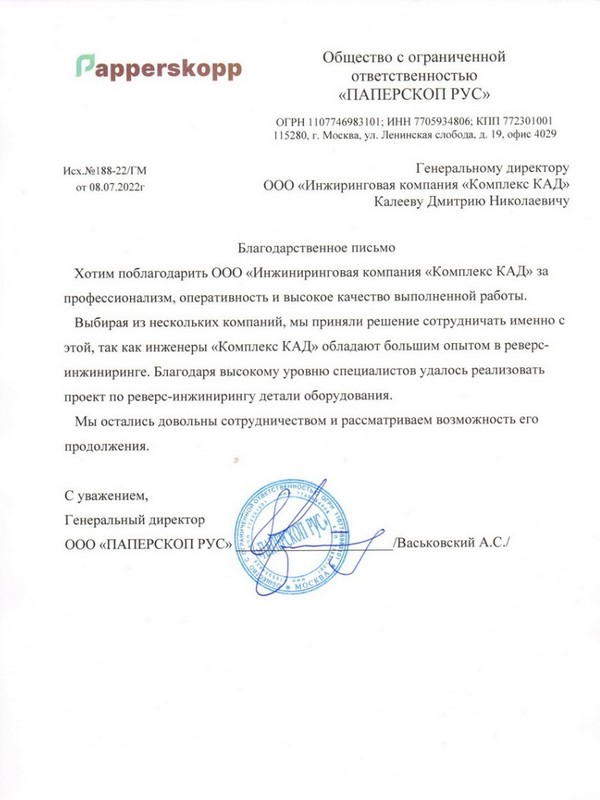 Papperskopp
Общество с ограниченной
ответственностью
«ПАПЕРСКОП РУС»
ОГРН 1107746983101; ИНН 7705934806; КПП 772301001
115280, г. Москва, ул. Ленинская слобода, д. 19, офис 4029
Исх.№188-22/ГМ
от 08.07.2022г
Генеральному директору
ООО «Инжиринговая компания «Комплекс КАД»
Калееву Дмитрию Николаевичу
Благодарственное письмо
Хотим поблагодарить ООО «Инжиниринговая компания «Комплекс КАД» за
профессионализм, оперативность и высокое качество выполненной работы.
Выбирая из нескольких компаний, мы приняли решение сотрудничать именно с
этой, так как инженеры «Комплекс КАД» обладают большим опытом в реверс-
инжиниринге. Благодаря высокому уровню специалистов удалось реализовать
проект по реверс-инжинирингу детали оборудования.
Мы остались довольны сотрудничеством и рассматриваем возможность его
продолжения.
С уважением,
Генеральный директор
ООО «ПАПЕРСКОП РУС» /Васьковский А.С./
ОБЩЕСТВО С ОГРАНИЧЕННОЙ ОТВЕТСТВЕННОСТЬЮ
«ПАПЕРСКОП РУС»
МОСКВА